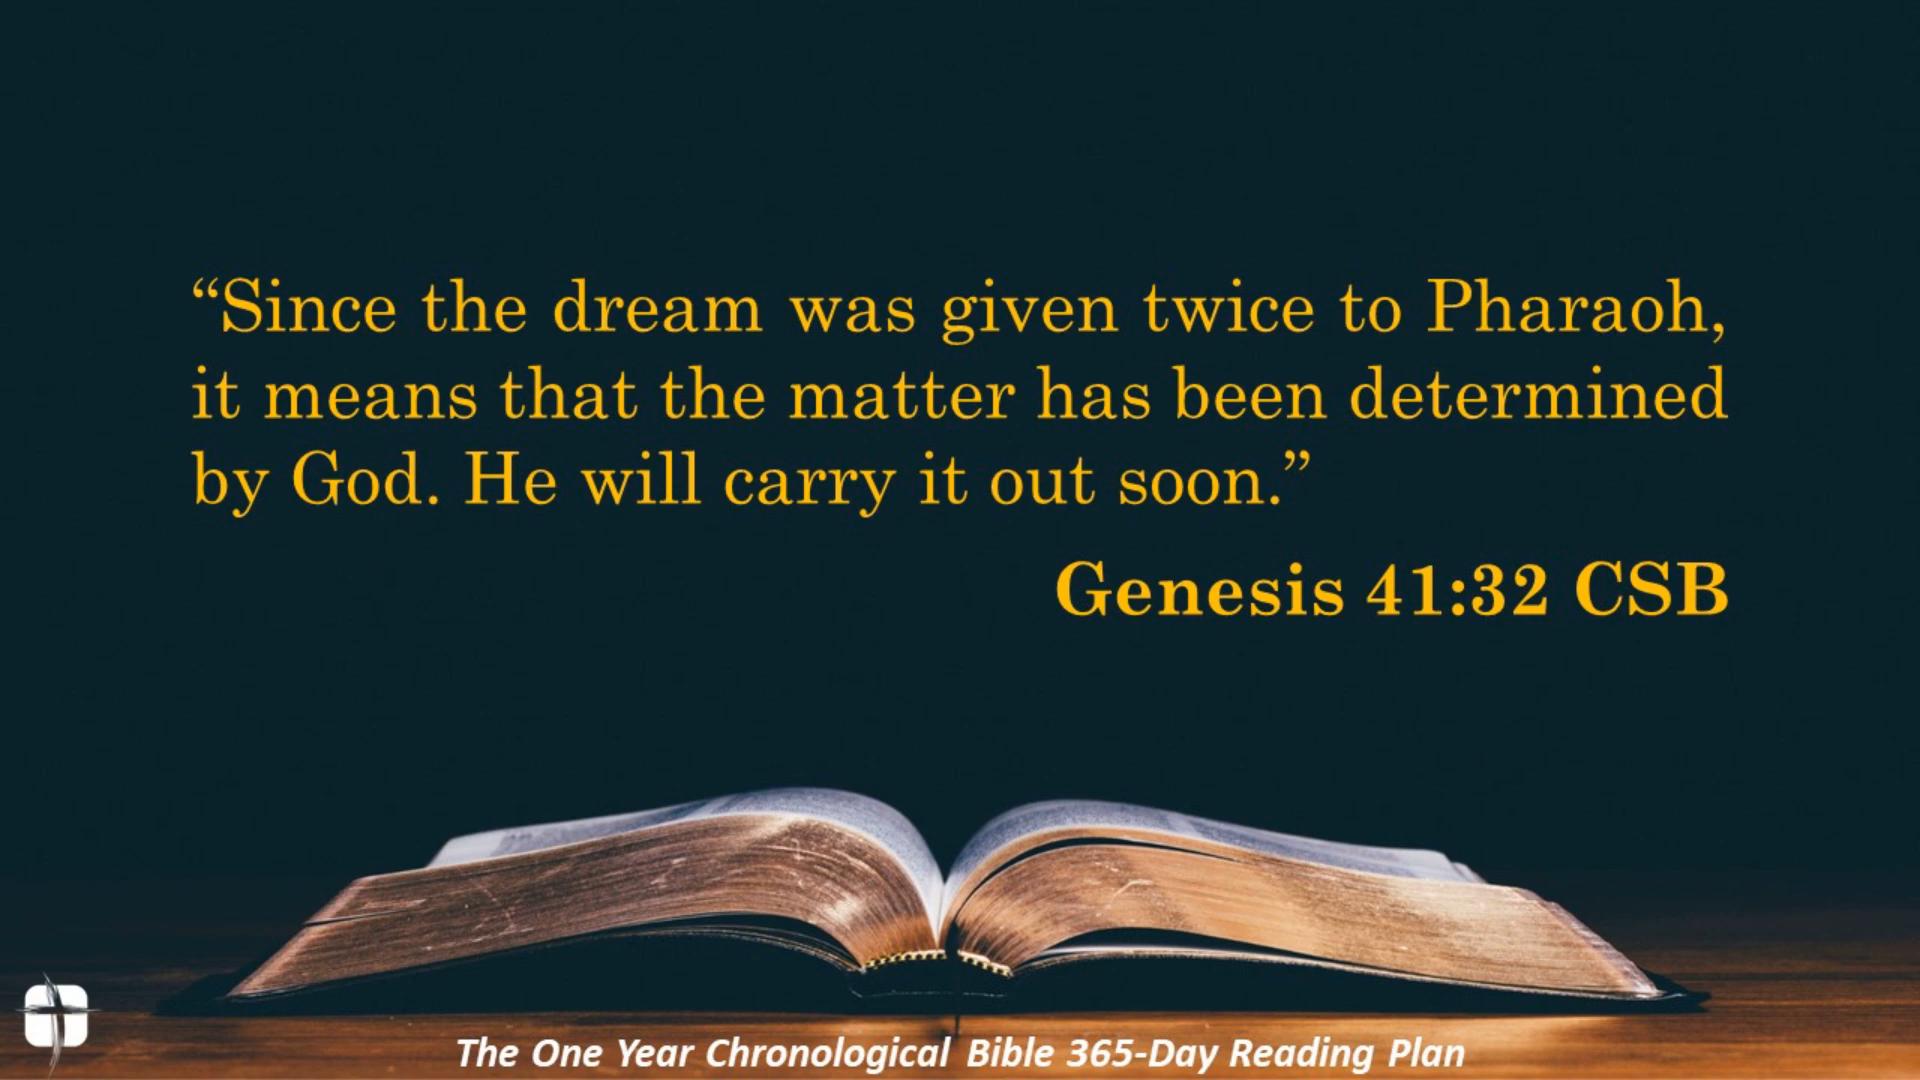 “Since the dream was given twice to Pharaoh,
it means that the matter has been determined
by God. He will carry it out soon.”
Genesis 41:32 CSB
The One Year Chronological Bible 365-Day Reading Plan